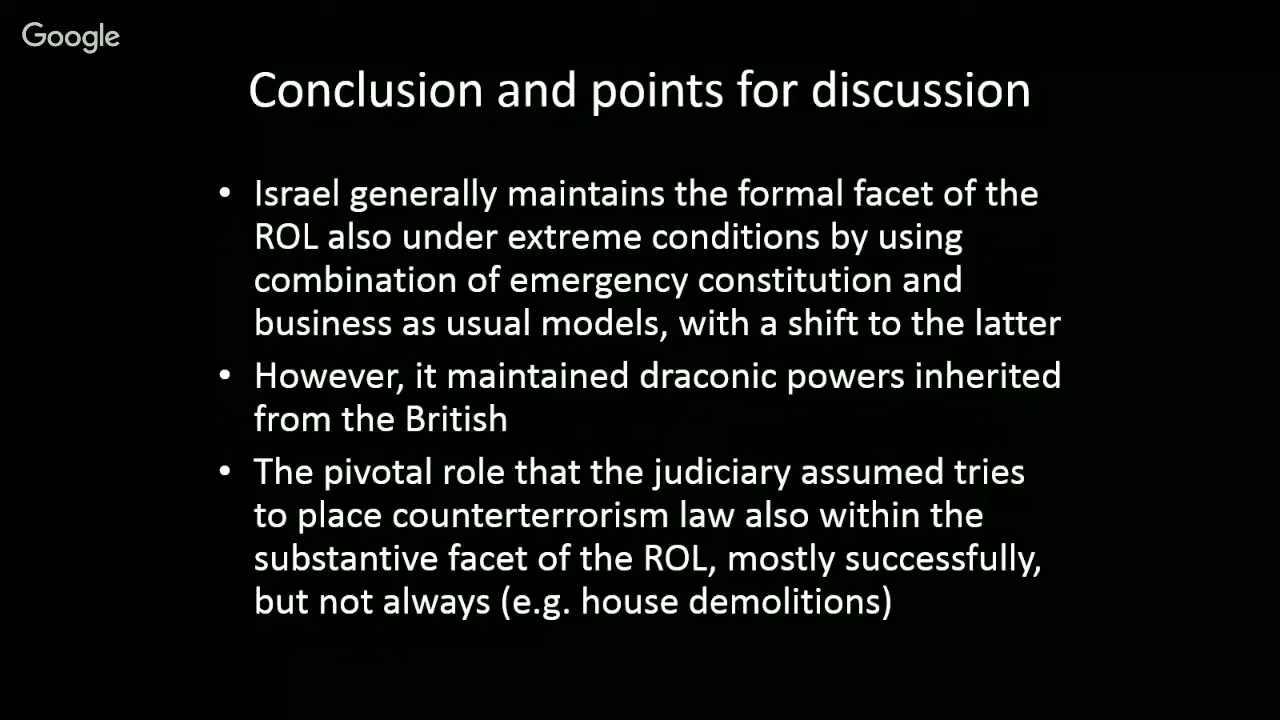 Google
Conclusion and points for discussion
• Israel generally maintains the formal facet of the
ROL also under extreme conditions by using
combination of emergency constitution and
business as usual models, with a shift to the latter
• However, it maintained draconic powers inherited
from the British
• The pivotal role that the judiciary assumed tries
to place counterterrorism law also within the
substantive facet of the ROL, mostly successfully,
but not always (e.g. house demolitions)